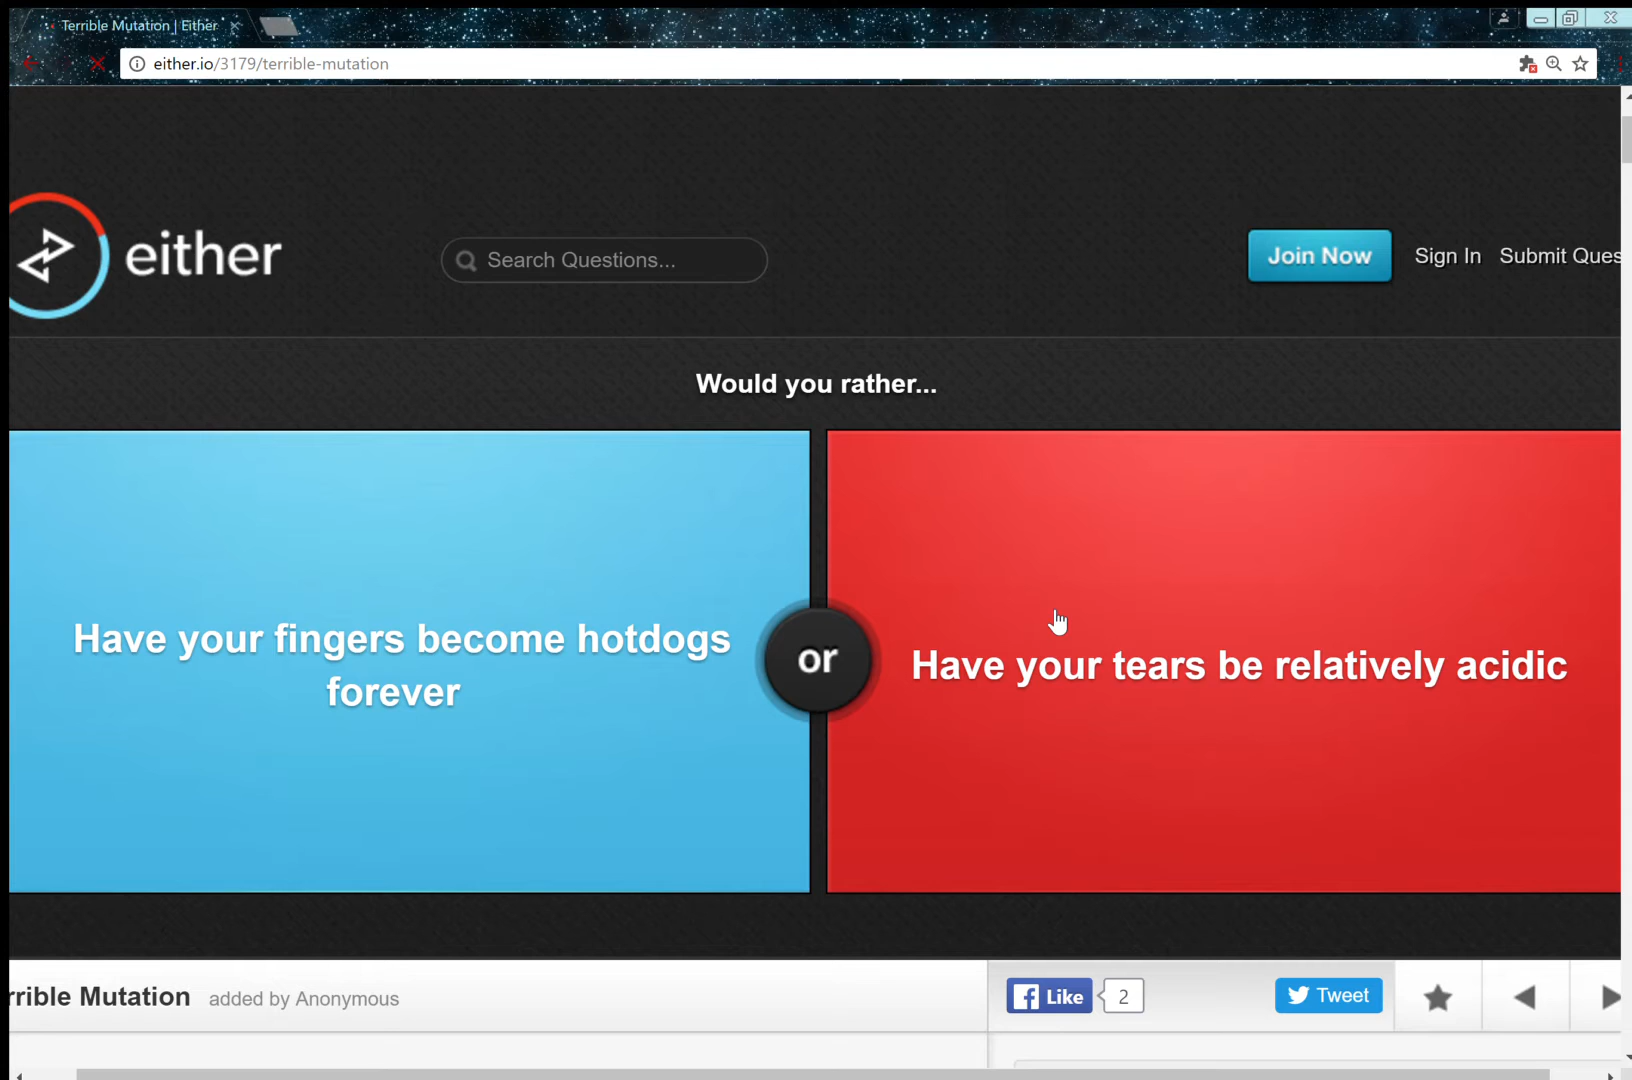 Terrible Mutation | Either
either.io/3179/terrible-mutation
either
Search Questions...
Join Now
Sign In
Submit Ques
Would you rather...
Have your fingers become hotdogs
forever
or
Have your tears be relatively acidic
rrible Mutation
added by Anonymous
Like
2
Tweet